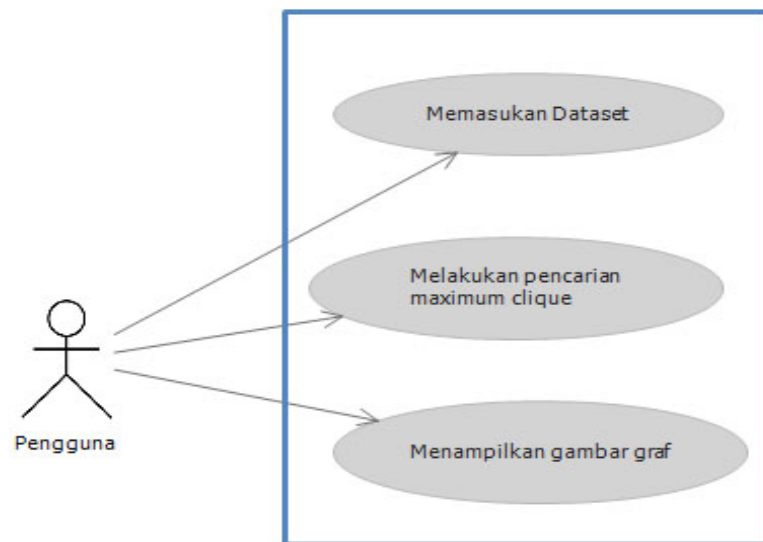 Memasukan Dataset
Melakukan pencarian
maximum clique
Pengguna
Menampilkan gambar graf